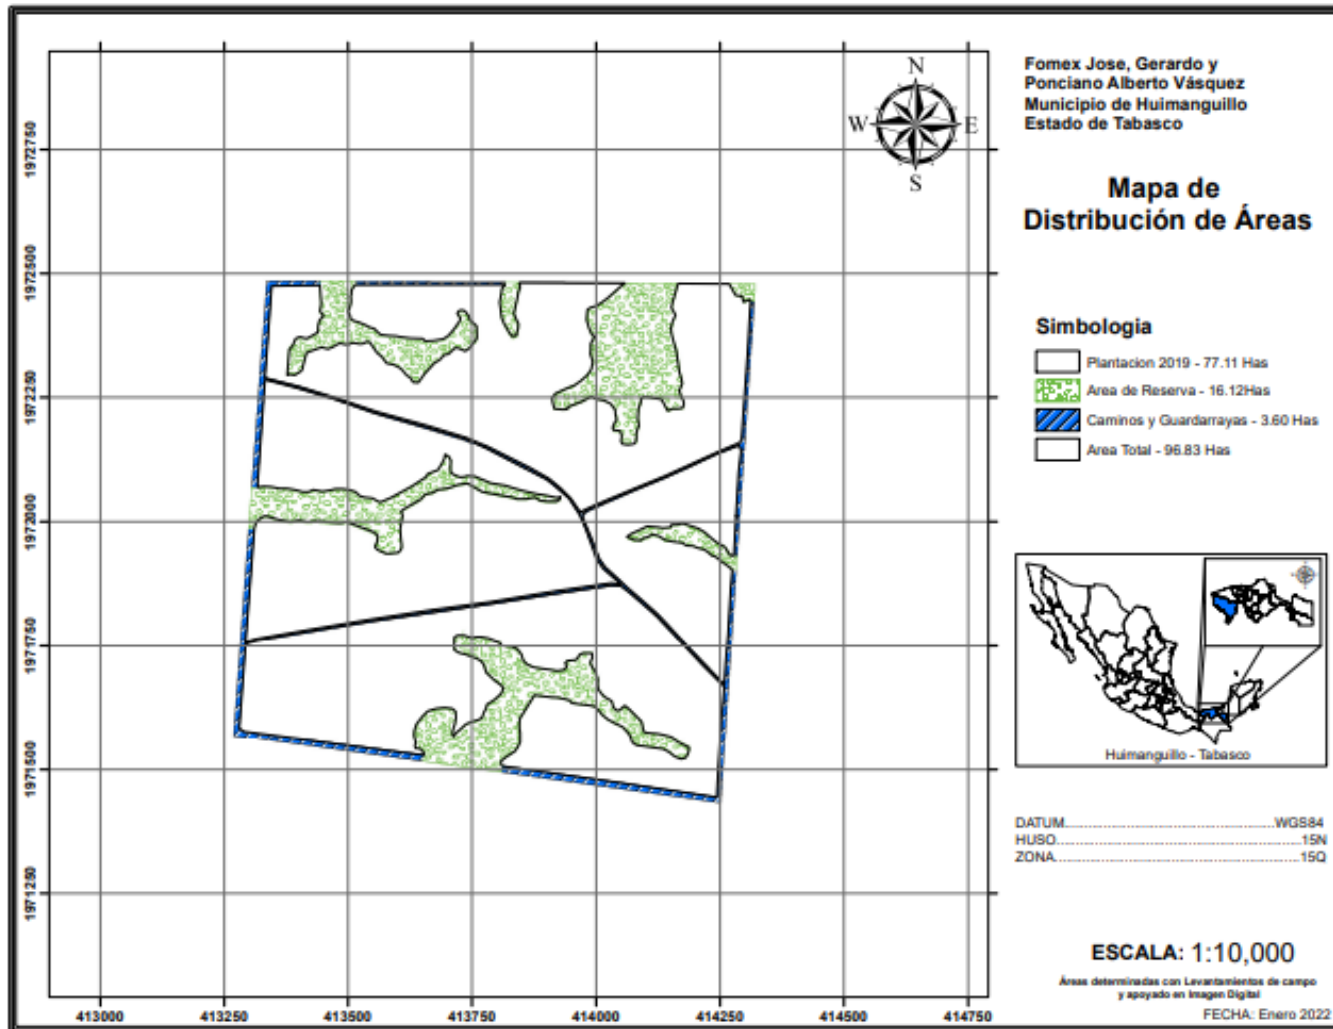 N
W E
S
Fomex Jose, Gerardo y
Ponciano Alberto Vásquez
Municipio de Huimanguillo
Estado de Tabasco
Mapa de
Distribución de Áreas
Simbologia
Plantacion 2019 - 77.11 Has
Area de Reserva - 16.12Has
Caminos y Guardarrayas - 3.60 Has
Area Total - 96.83 Has
1972750
1972500
1972250
1972000
1971750
1971500
1971250
413000 413250 413500 413750 414000 414250 414500 414750
Huimanguillo - Tabasco
DATUM WGS84
HUSO 15N
ZONA 15Q
ESCALA: 1:10,000
Áreas determinadas con Levantamientos de campo
y apoyado en Imagen Digital
FECHA: Enero 2022